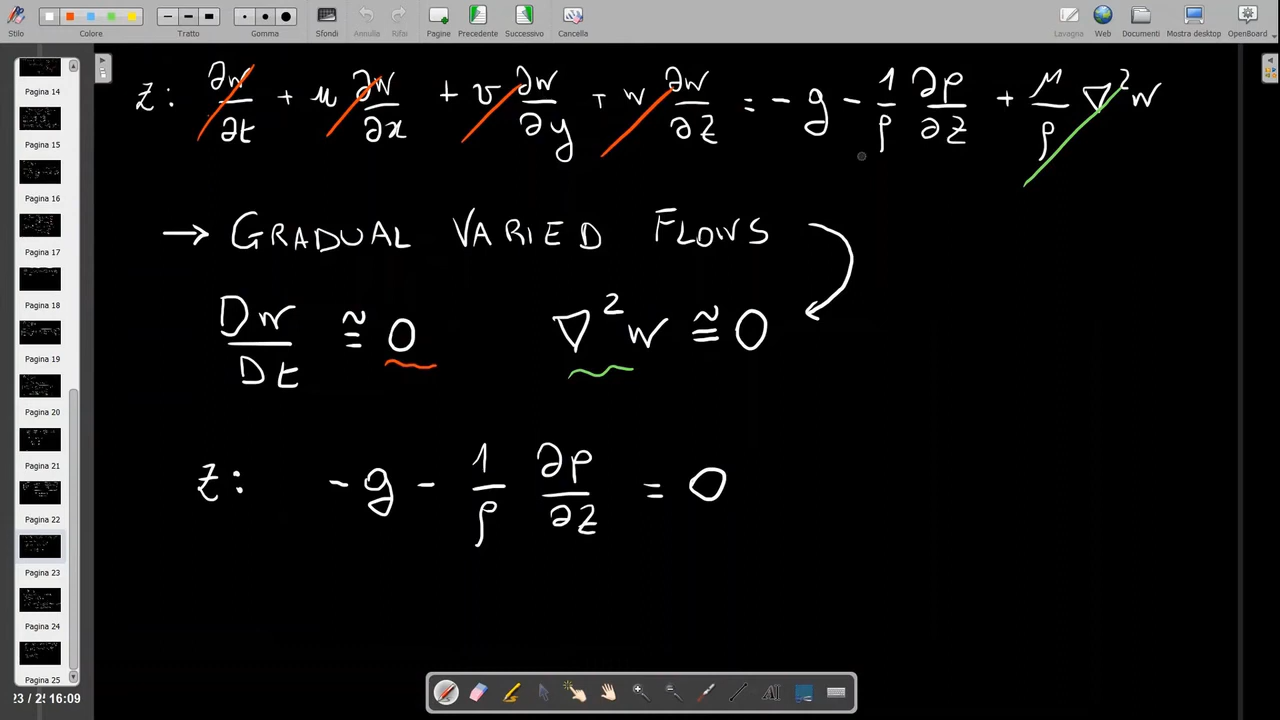 Stilo Colore Tratto Gomma Sfondi Annulla Rifai Pagine Precedente Successivo Cancella Lavagna Web Documenti Mostra desktop OpenBoard
z: ∂w/∂t + u ∂w/∂x + v ∂w/∂y + w ∂w/∂z = - g - 1/ρ ∂p/∂z + μ/ρ ∇²w
→ GRADUAL VARIED FLOWS
Dw/Dt ≅ 0 ∇²w ≅ 0
z: - g - 1/ρ ∂p/∂z = 0
Pagina 14
Pagina 15
Pagina 16
Pagina 17
Pagina 18
Pagina 19
Pagina 20
Pagina 21
Pagina 22
Pagina 23
Pagina 24
Pagina 25
16:09